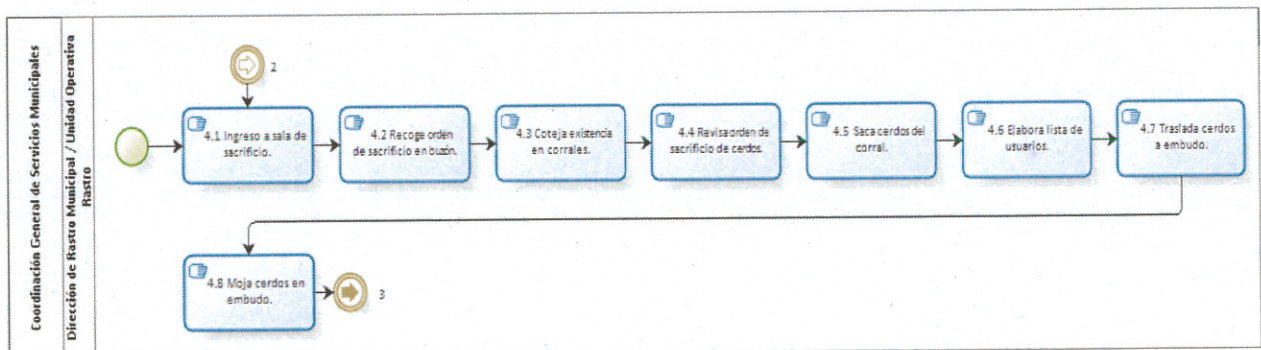 Coordinación General de Servicios Municipales
Dirección de Rastro Municipal / Unidad Operativa
Rastro
2
4.1 Ingreso a sala de
sacrificio.
4.2 Recoge orden
de sacrificio en buzón.
4.3 Coteja existencia
en corrales.
4.4 Revisa orden de
sacrificio de cerdos.
4.5 Saca cerdos del
corral.
4.6 Elabora lista de
usuarios.
4.7 Traslada cerdos
a embudo.
4.8 Moja cerdos en
embudo.
3